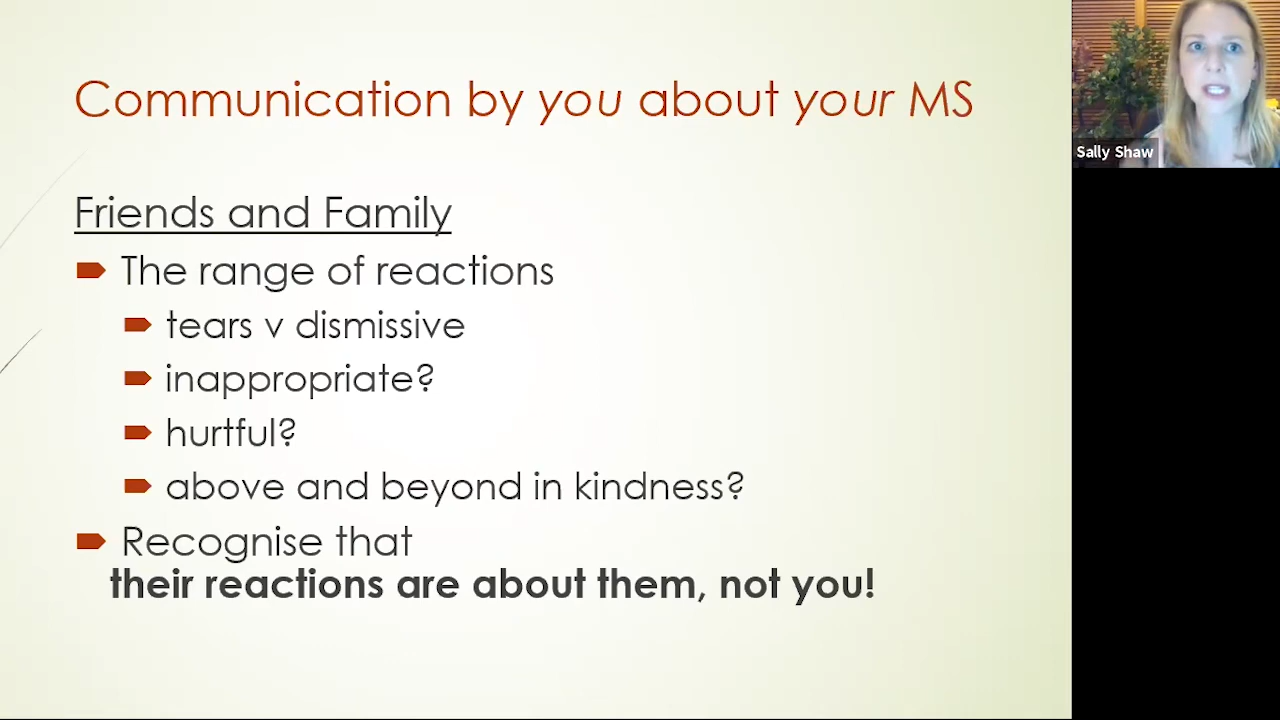 Communication by you about your MS
Sally Shaw
Friends and Family
The range of reactions
tears v dismissive
inappropriate?
hurtful?
above and beyond in kindness?
Recognise that
their reactions are about them, not you!